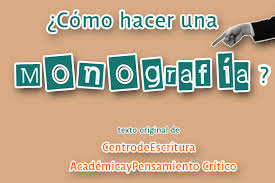 ¿Cómo hacer una
MonogRafía?
texto original de
CentrodeEscritura
AcadémicayPensamiento Crítico